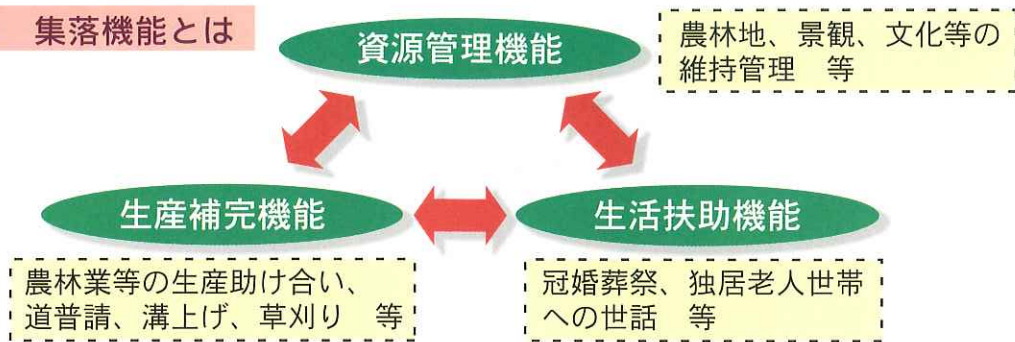 集落機能とは
資源管理機能
農林地、景観、文化等の
維持管理　等
生産補完機能
生活扶助機能
農林業等の生産助け合い、
道普請、溝上げ、草刈り　等
冠婚葬祭、独居老人世帯
への世話　等